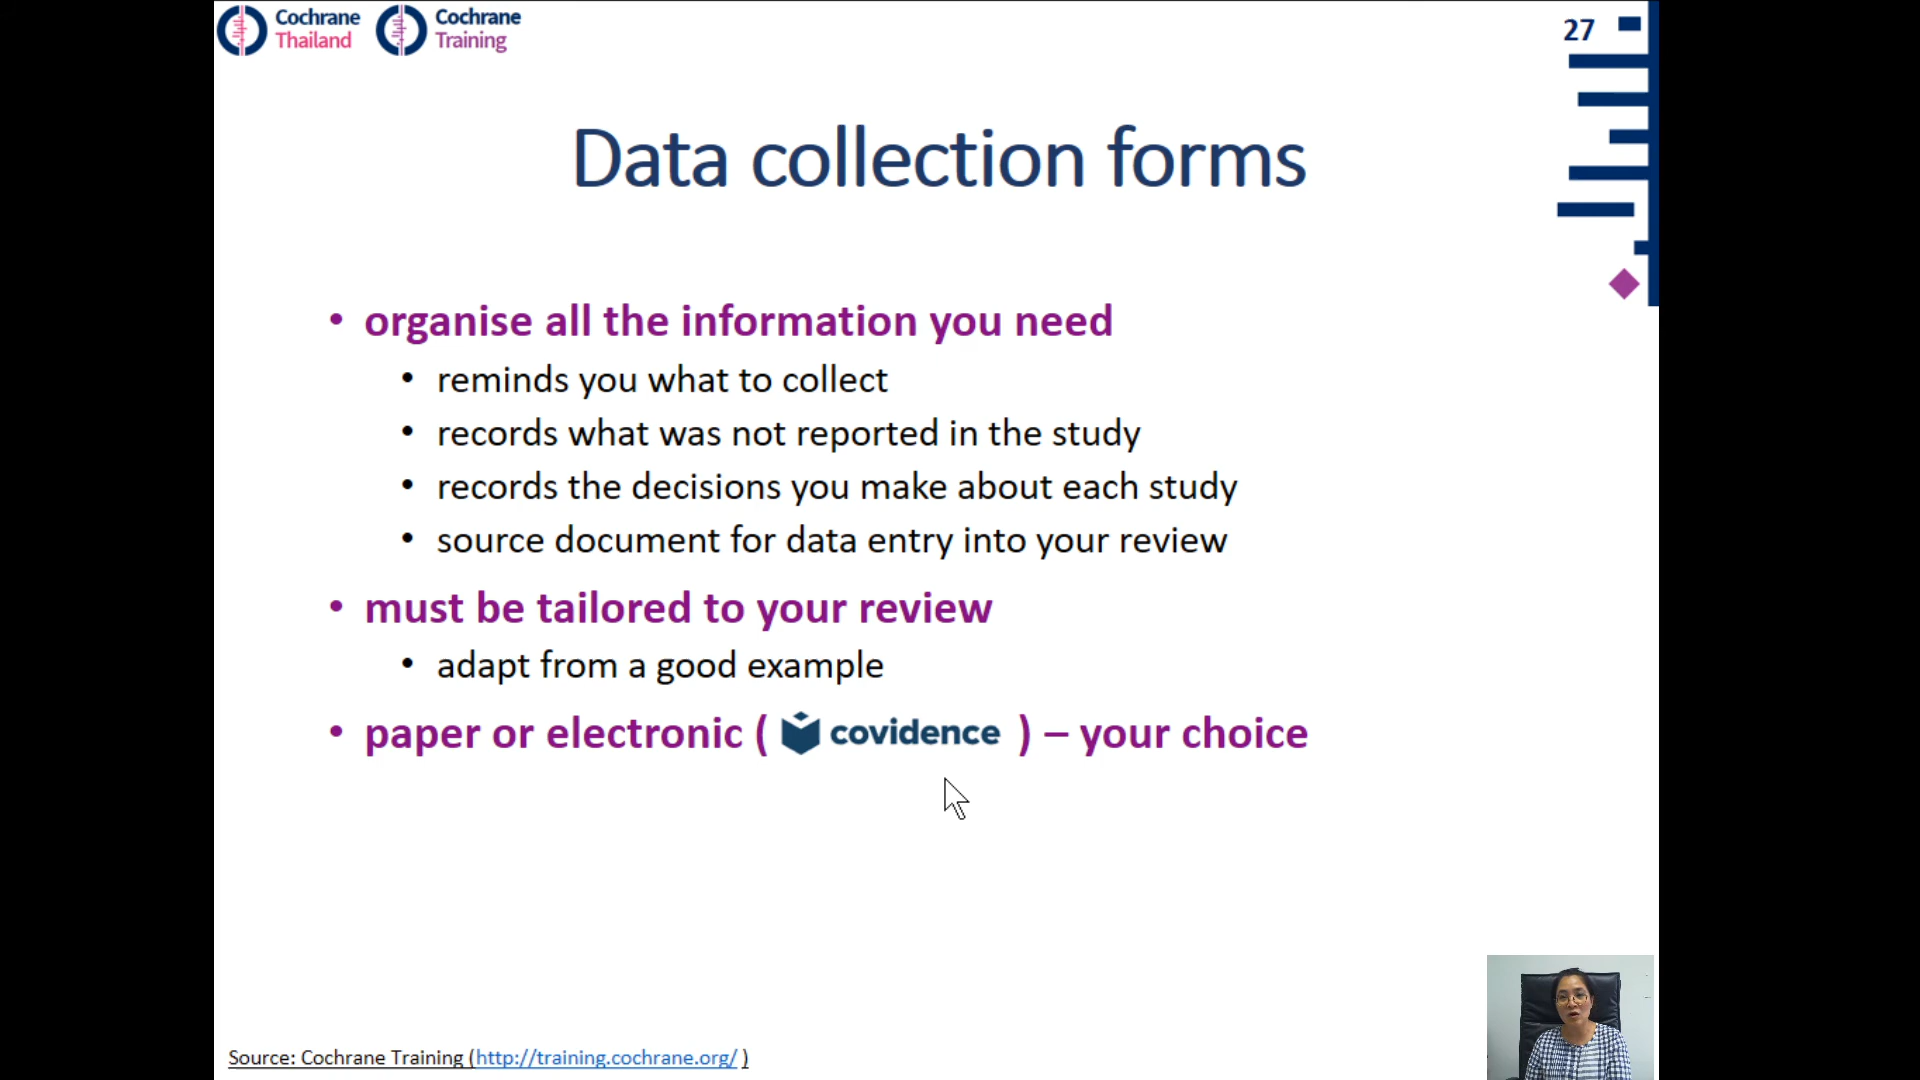 Cochrane
Thailand
Cochrane
Training
27
Data collection forms
• organise all the information you need
• reminds you what to collect
• records what was not reported in the study
• records the decisions you make about each study
• source document for data entry into your review
• must be tailored to your review
• adapt from a good example
• paper or electronic ( covidence ) – your choice
Source: Cochrane Training (http://training.cochrane.org/ )